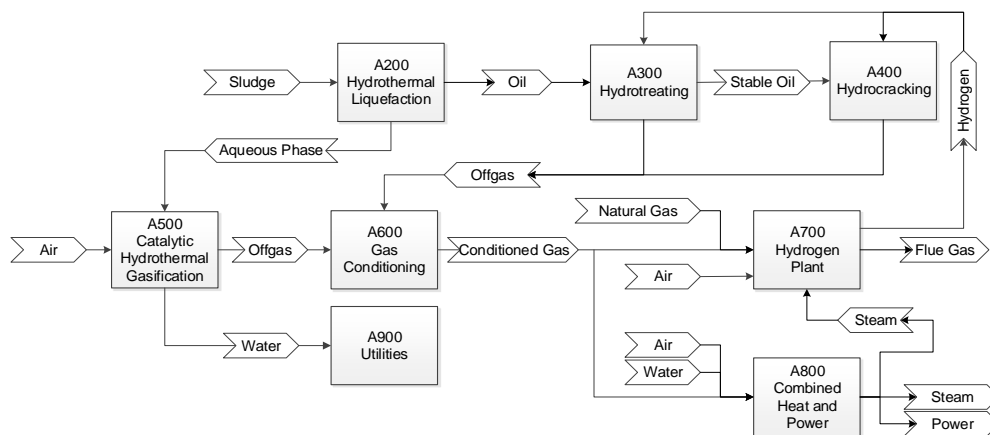 A200
Hydrothermal
Liquefaction
A300
Hydrotreating
A400
Hydrocracking
Sludge
Oil
Stable Oil
Hydrogen
Aqueous Phase
Offgas
Natural Gas
A500
Catalytic
Hydrothermal
Gasification
A600
Gas
Conditioning
A700
Hydrogen
Plant
Air
Offgas
Conditioned Gas
Flue Gas
Air
Steam
A900
Utilities
Water
Air
Water
A800
Combined
Heat and
Power
Steam
Power